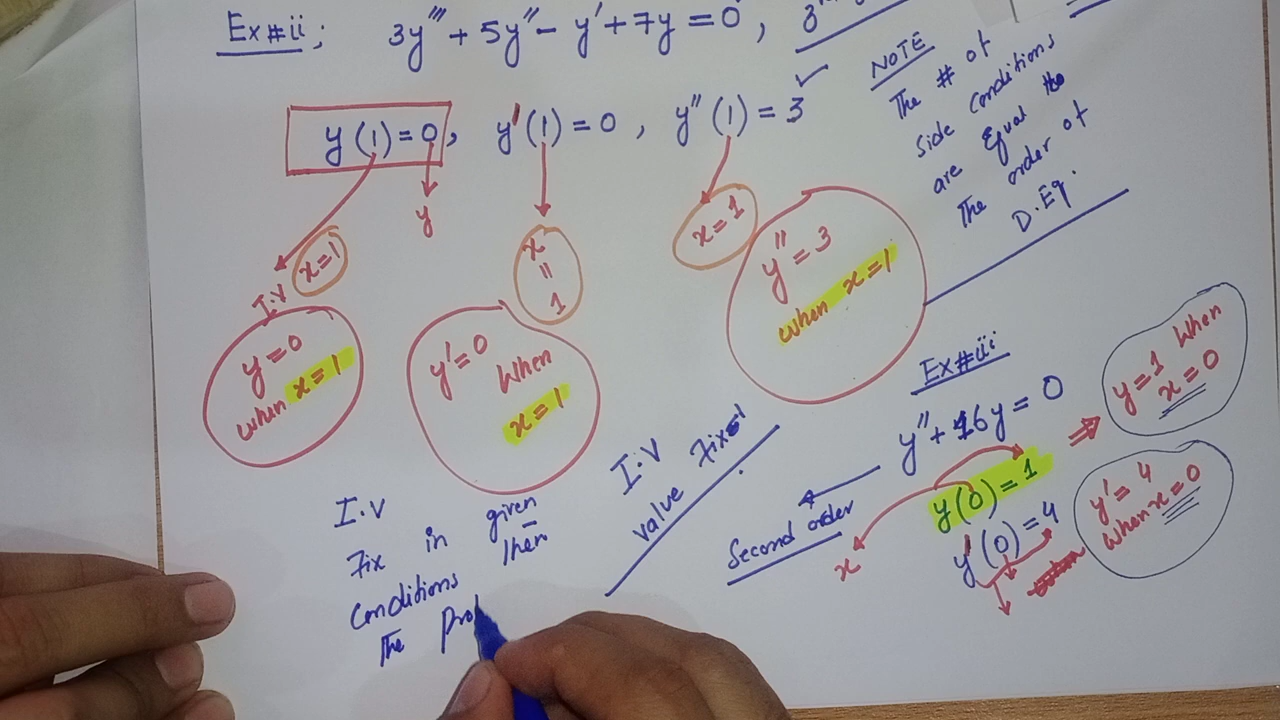 Ex#ii; 3y''' + 5y'' - y' + 7y = 0 ,
y(1) = 0, y'(1) = 0 , y''(1) = 3 ✓
NOTE
The # of
side conditions
are Equal the
The order of
D.Eq.
y
x=1
x
=
1
x=1
I.V
y=0
when x=1
y'=0 When
x=1
y''=3
when x=1
Ex#iii
y''+16y=0
y(0)=1
y'(0)=4
⇒
y=1 When
x=0
y'=4
When x=0
Second order
x
I.V
value Fixed
I.V
Fix in given
Conditions then
The Pro